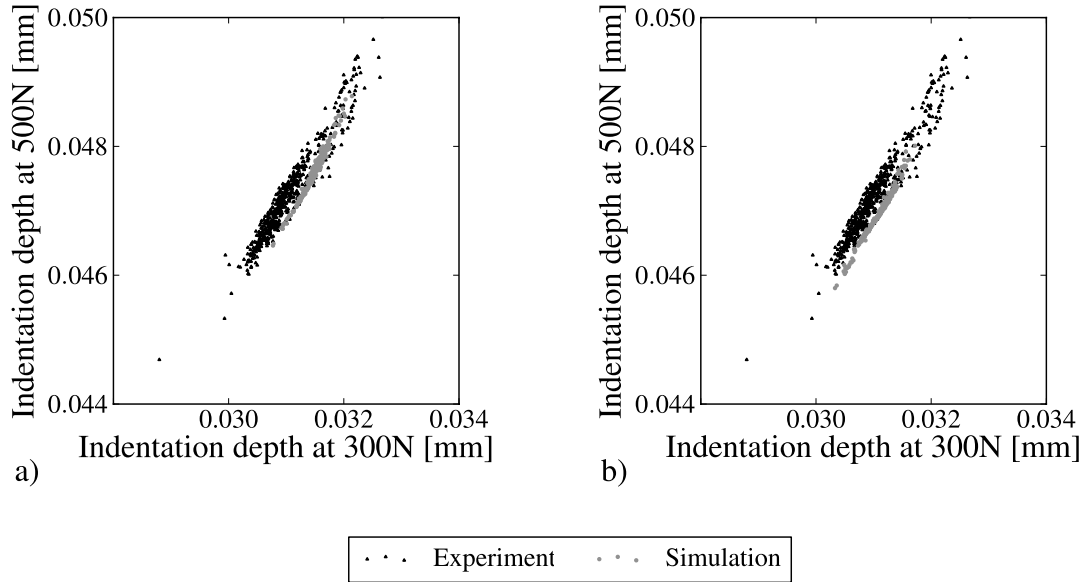 0.050
0.048
0.046
0.044
Indentation depth at 500N [mm]
0.030 0.032 0.034
Indentation depth at 300N [mm]
a)
0.050
0.048
0.046
0.044
Indentation depth at 500N [mm]
0.030 0.032 0.034
Indentation depth at 300N [mm]
b)
Experiment Simulation